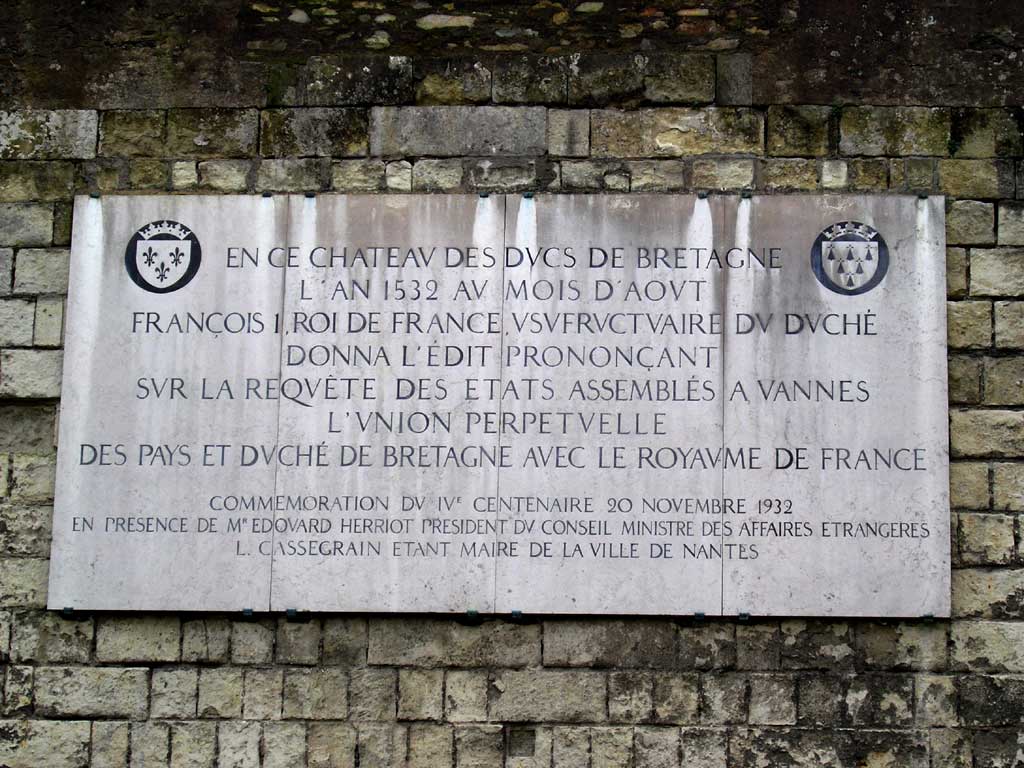 EN CE CHATEAV DES DVCS DE BRETAGNE
L'AN 1532 AV MOIS D'AOVT
FRANÇOIS I, ROI DE FRANCE, VSVFRVCTVAIRE DV DVCHÉ
DONNA L'ÉDIT PRONONÇANT
SVR LA REQVÊTE DES ETATS ASSEMBLÉS A VANNES
L'VNION PERPETVELLE
DES PAYS ET DVCHÉ DE BRETAGNE AVEC LE ROYAVME DE FRANCE
COMMEMORATION DV IVE CENTENAIRE 20 NOVEMBRE 1932
EN PRESENCE DE MR EDOVARD HERRIOT PRESIDENT DV CONSEIL MINISTRE DES AFFAIRES ETRANGERES
L. CASSEGRAIN ETANT MAIRE DE LA VILLE DE NANTES